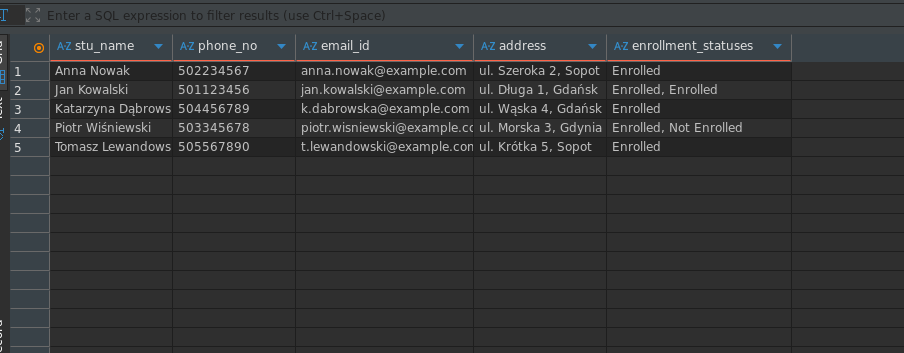 Enter a SQL expression to filter results (use Ctrl+Space)
stu_name phone_no email_id address enrollment_statuses
1 Anna Nowak 502234567 anna.nowak@example.com ul. Szeroka 2, Sopot Enrolled
2 Jan Kowalski 501123456 jan.kowalski@example.com ul. Długa 1, Gdańsk Enrolled, Enrolled
3 Katarzyna Dąbrows 504456789 k.dabrowska@example.com ul. Wąska 4, Gdańsk Enrolled
4 Piotr Wiśniewski 503345678 piotr.wisniewski@example.cc ul. Morska 3, Gdynia Enrolled, Not Enrolled
5 Tomasz Lewandows 505567890 t.lewandowski@example.con ul. Krótka 5, Sopot Enrolled